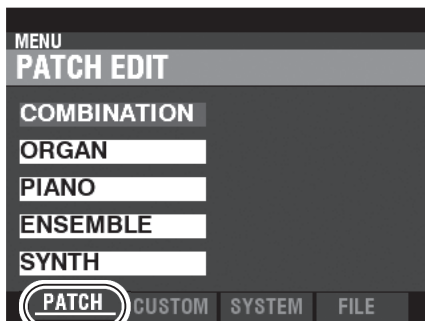 MENU
PATCH EDIT
COMBINATION
ORGAN
PIANO
ENSEMBLE
SYNTH
PATCH CUSTOM SYSTEM FILE